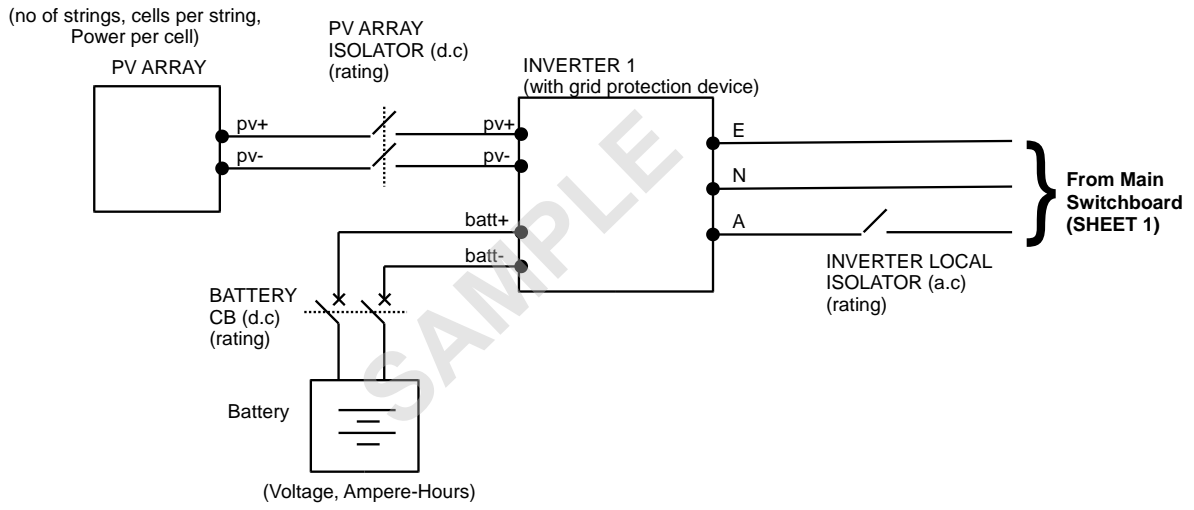 (no of strings, cells per string,
Power per cell)
PV ARRAY
PV ARRAY
ISOLATOR (d.c)
(rating)
INVERTER 1
(with grid protection device)
pv+
pv-
pv+
pv-
batt+
batt-
E
N
A
From Main
Switchboard
(SHEET 1)
INVERTER LOCAL
ISOLATOR (a.c)
(rating)
BATTERY
CB (d.c)
(rating)
Battery
(Voltage, Ampere-Hours)
SAMPLE